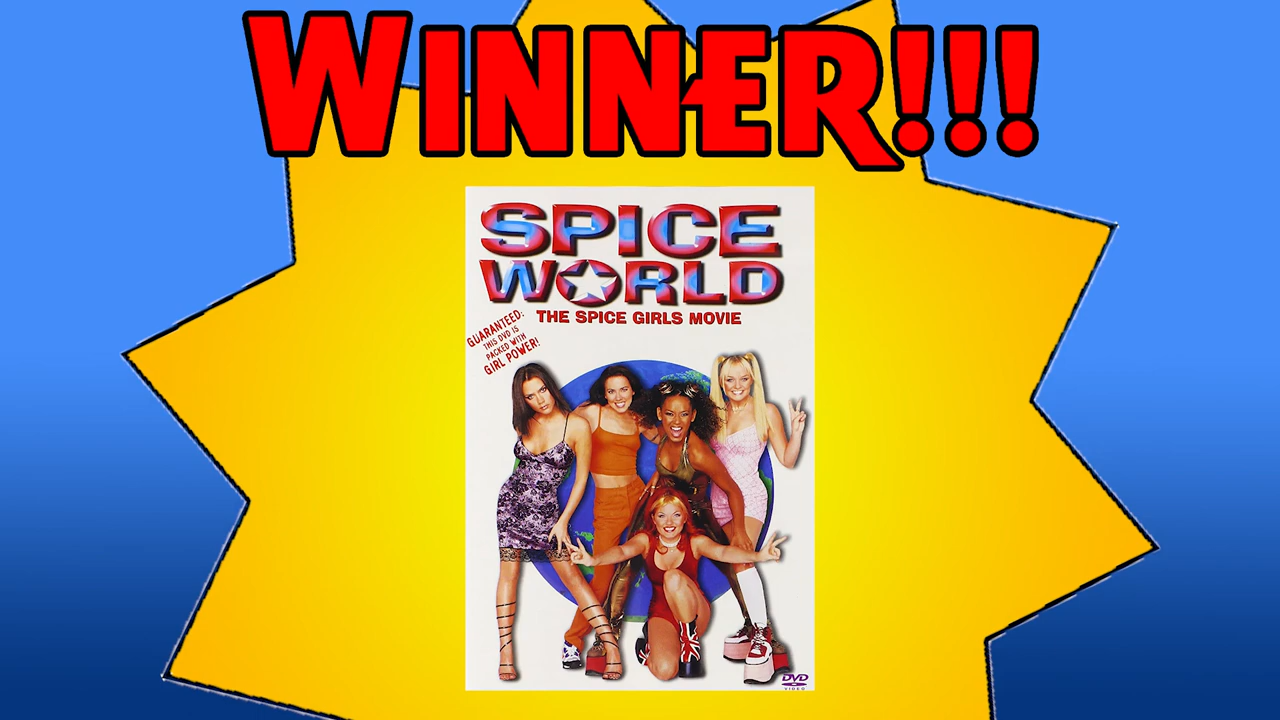 WINNER!!!
SPICE
WORLD
THE SPICE GIRLS MOVIE
GUARANTEED:
THIS DVD IS
PACKED WITH
GIRL POWER!
DVD
VIDEO